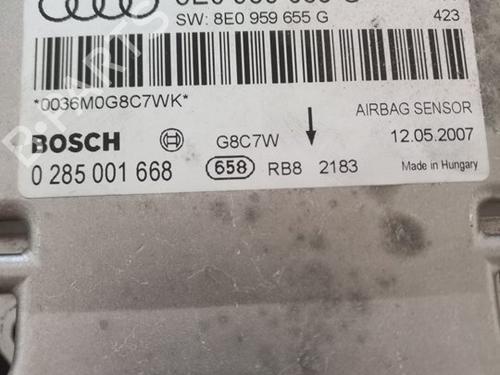 SW: 8E0 959 655 G 423
*0036M0G8C7WK*
AIRBAG SENSOR
BOSCH G8C7W 12.05.2007
0 285 001 668 658 RB8 2183 Made in Hungary